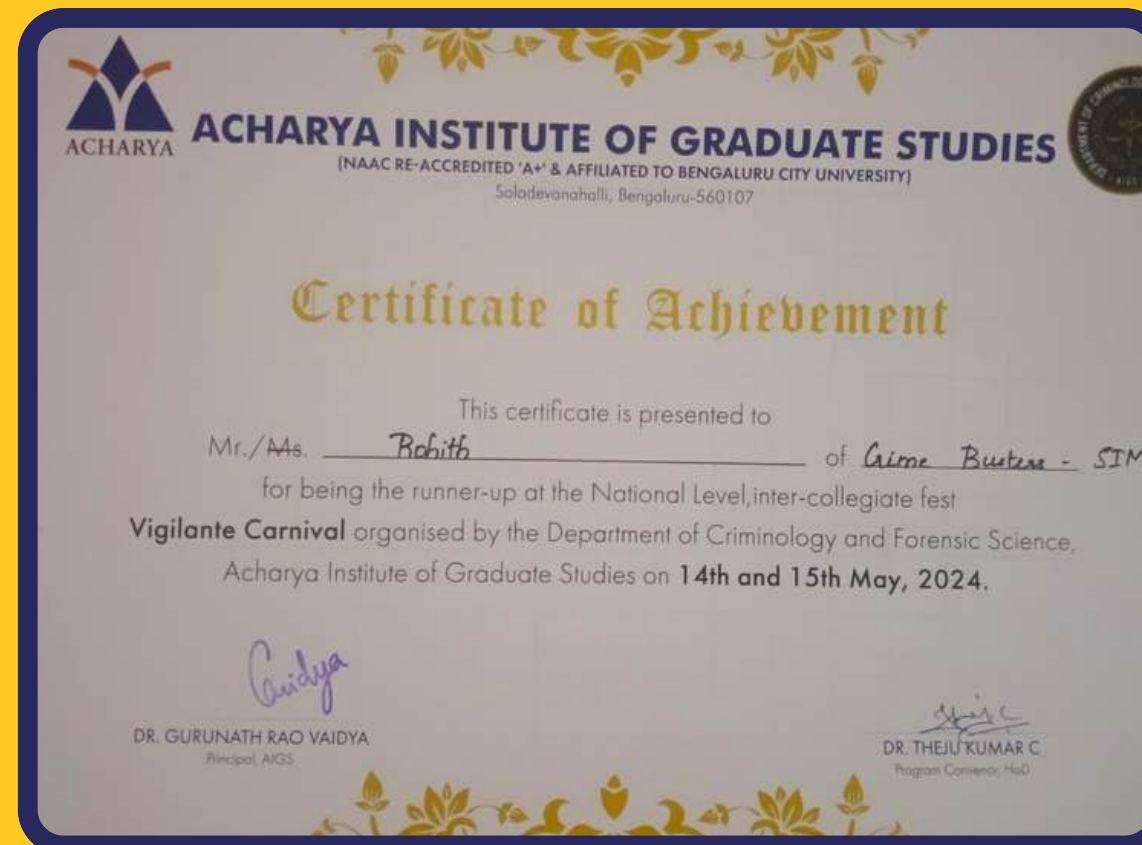 ACHARYA
ACHARYA INSTITUTE OF GRADUATE STUDIES
(NAAC RE-ACCREDITED 'A+' & AFFILIATED TO BENGALURU CITY UNIVERSITY)
Soladevanahalli, Bengaluru-560107
Certificate of Achievement
This certificate is presented to
Mr./Ms. Rohith of Crime Busters - SIM
for being the runner-up at the National Level,inter-collegiate fest
Vigilante Carnival organised by the Department of Criminology and Forensic Science,
Acharya Institute of Graduate Studies on 14th and 15th May, 2024.
DR. GURUNATH RAO VAIDYA
Principal, AIGS
DR. THEJU KUMAR C
Program Convenor, HoD